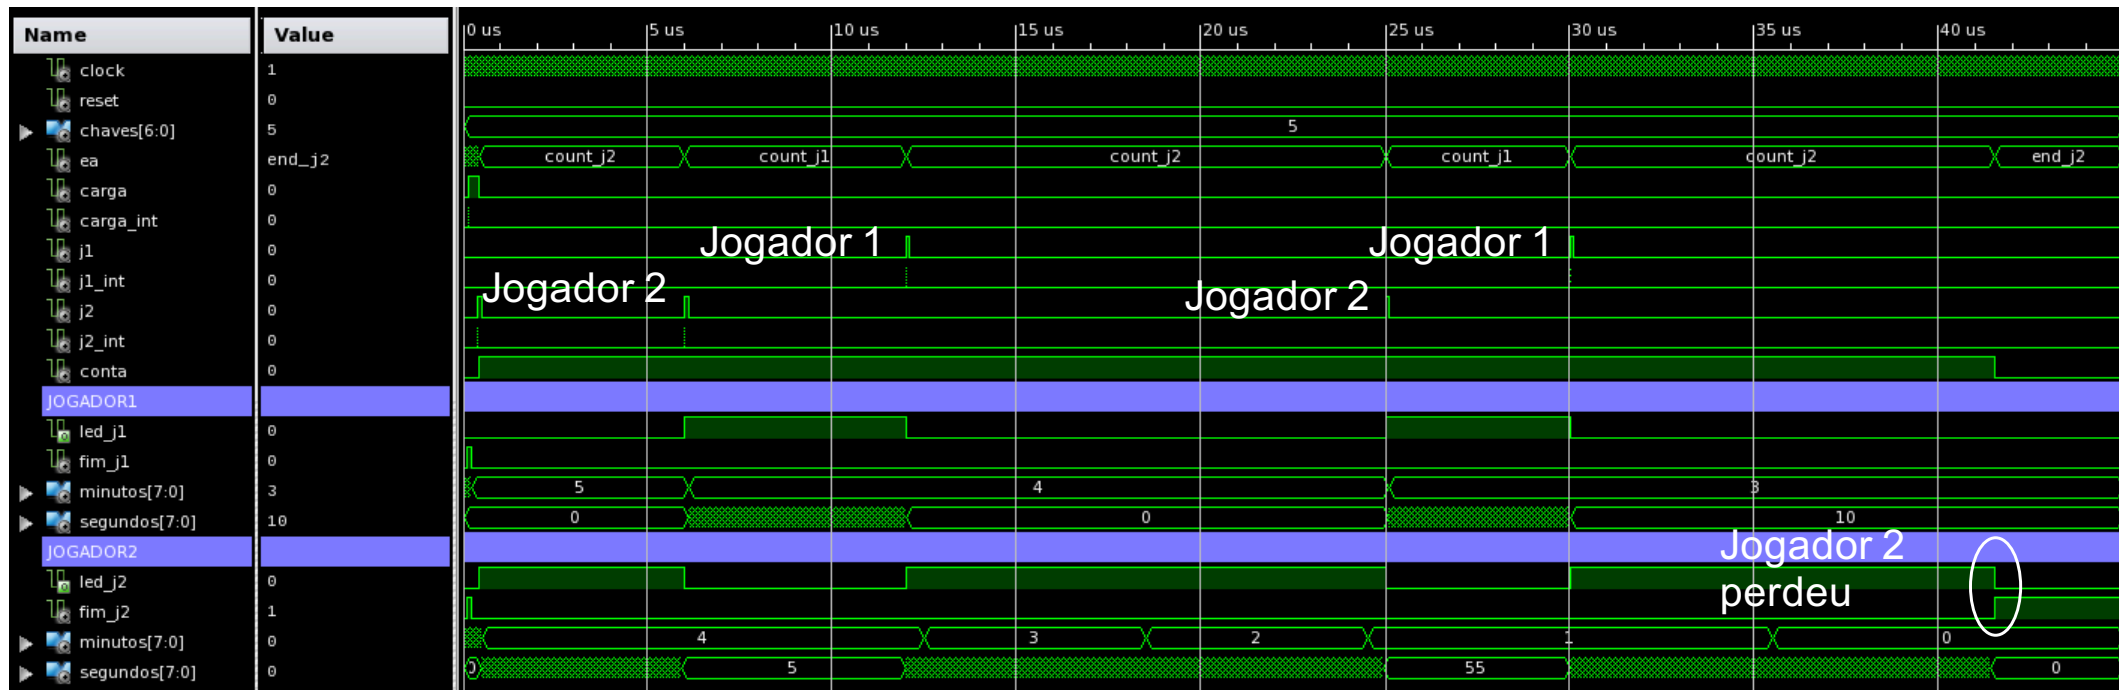 Name Value 0 us 5 us 10 us 15 us 20 us 25 us 30 us 35 us 40 us
clock 1
reset 0
chaves[6:0] 5 5
ea end_j2 count_j2 count_j1 count_j2 count_j1 count_j2 end_j2
carga 0
carga_int 0
j1 0 Jogador 1 Jogador 1
j1_int 0
Jogador 2 Jogador 2
j2 0
j2_int 0
conta 0
JOGADOR1
led_j1 0
fim_j1 0
minutos[7:0] 3 5 4 3
segundos[7:0] 10 0 0 10
JOGADOR2 Jogador 2
led_j2 0 perdeu
fim_j2 1
minutos[7:0] 0 4 3 2 1 0
segundos[7:0] 0 0 5 55 0